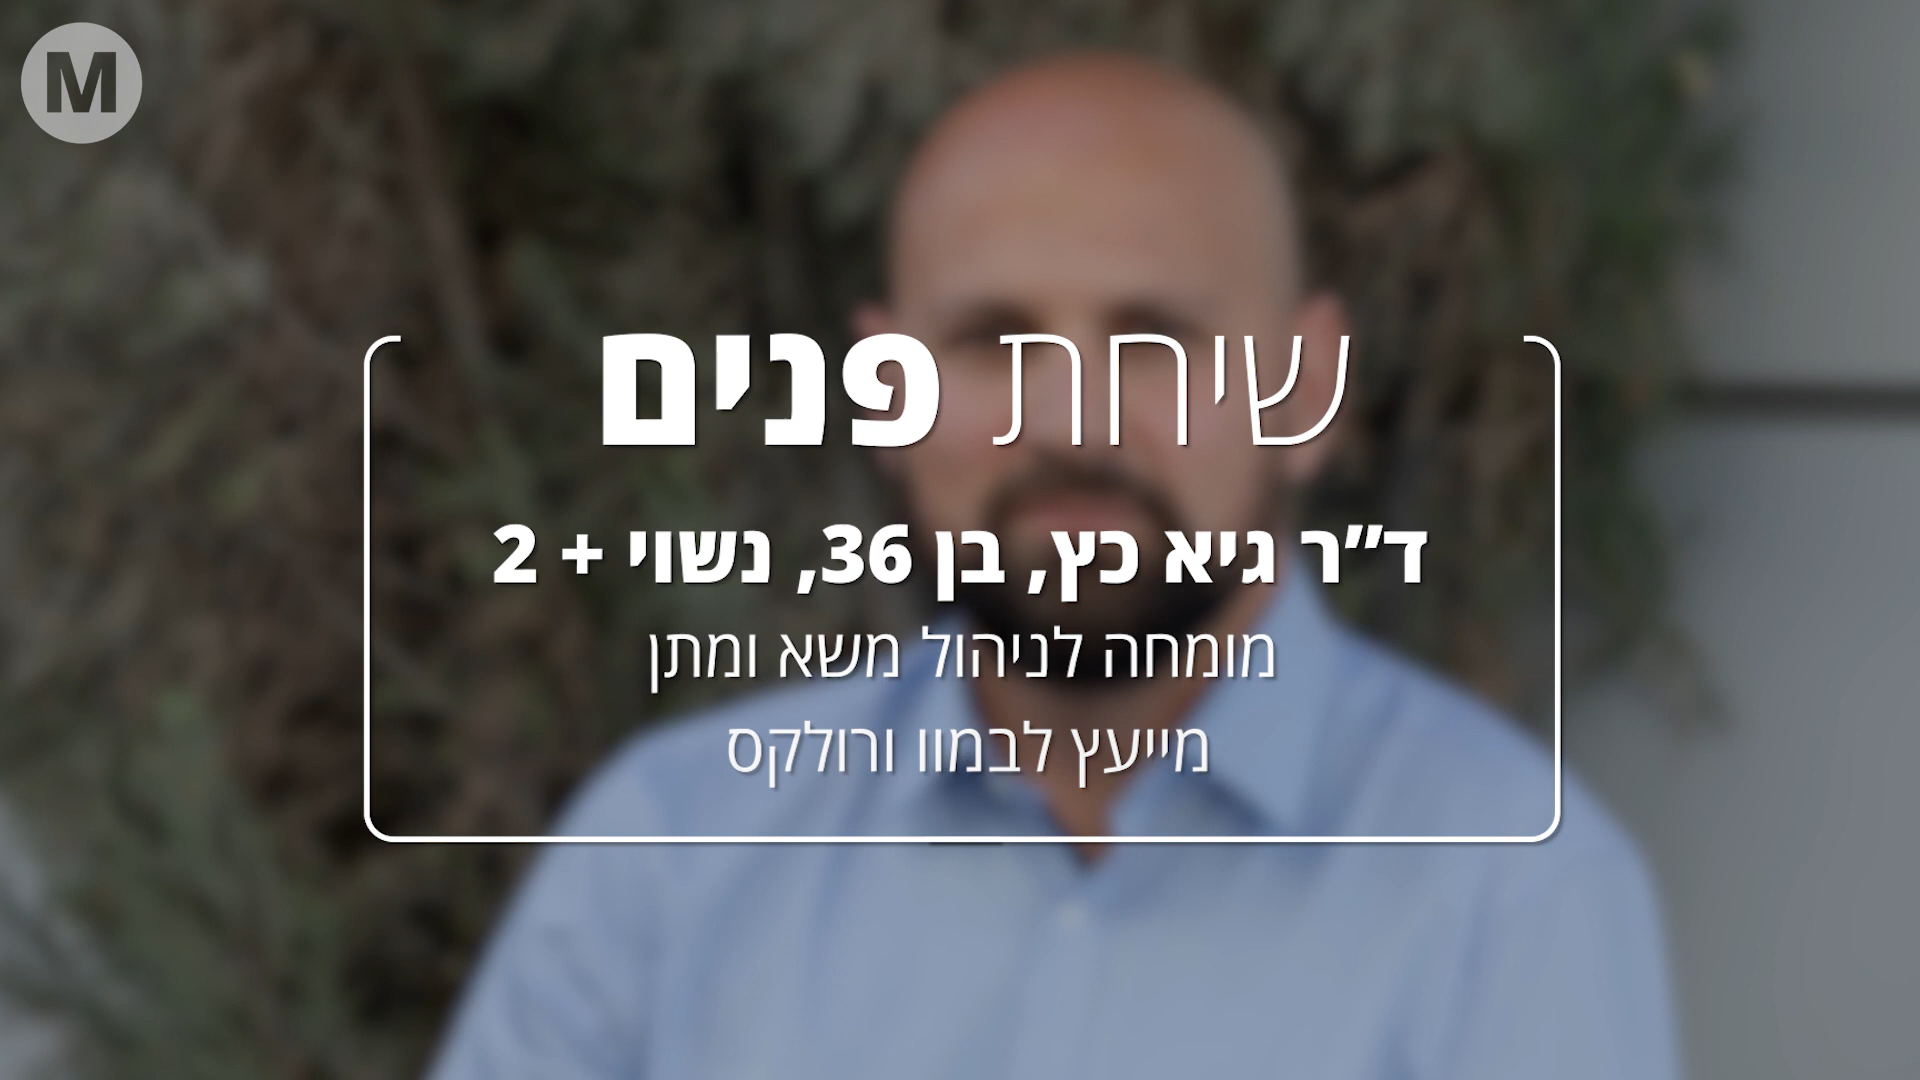 M
שיחת פנים
ד״ר גיא כץ, בן 36, נשוי + 2
מומחה לניהול משא ומתן
מייעץ לבמוו ורולקס